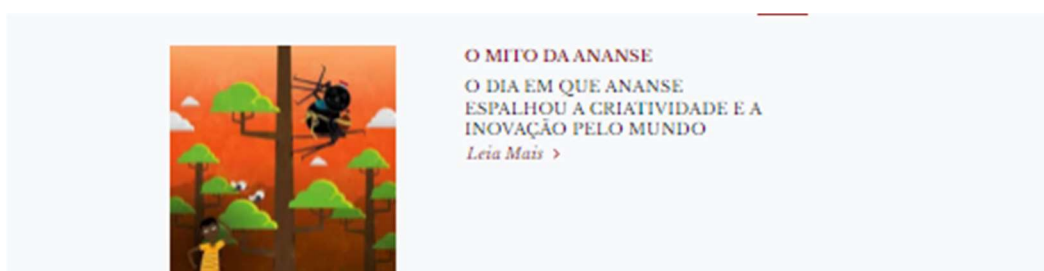 O MITO DA ANANSE
O DIA EM QUE ANANSE
ESPALHOU A CRIATIVIDADE E A
INOVAÇÃO PELO MUNDO
Leia Mais >